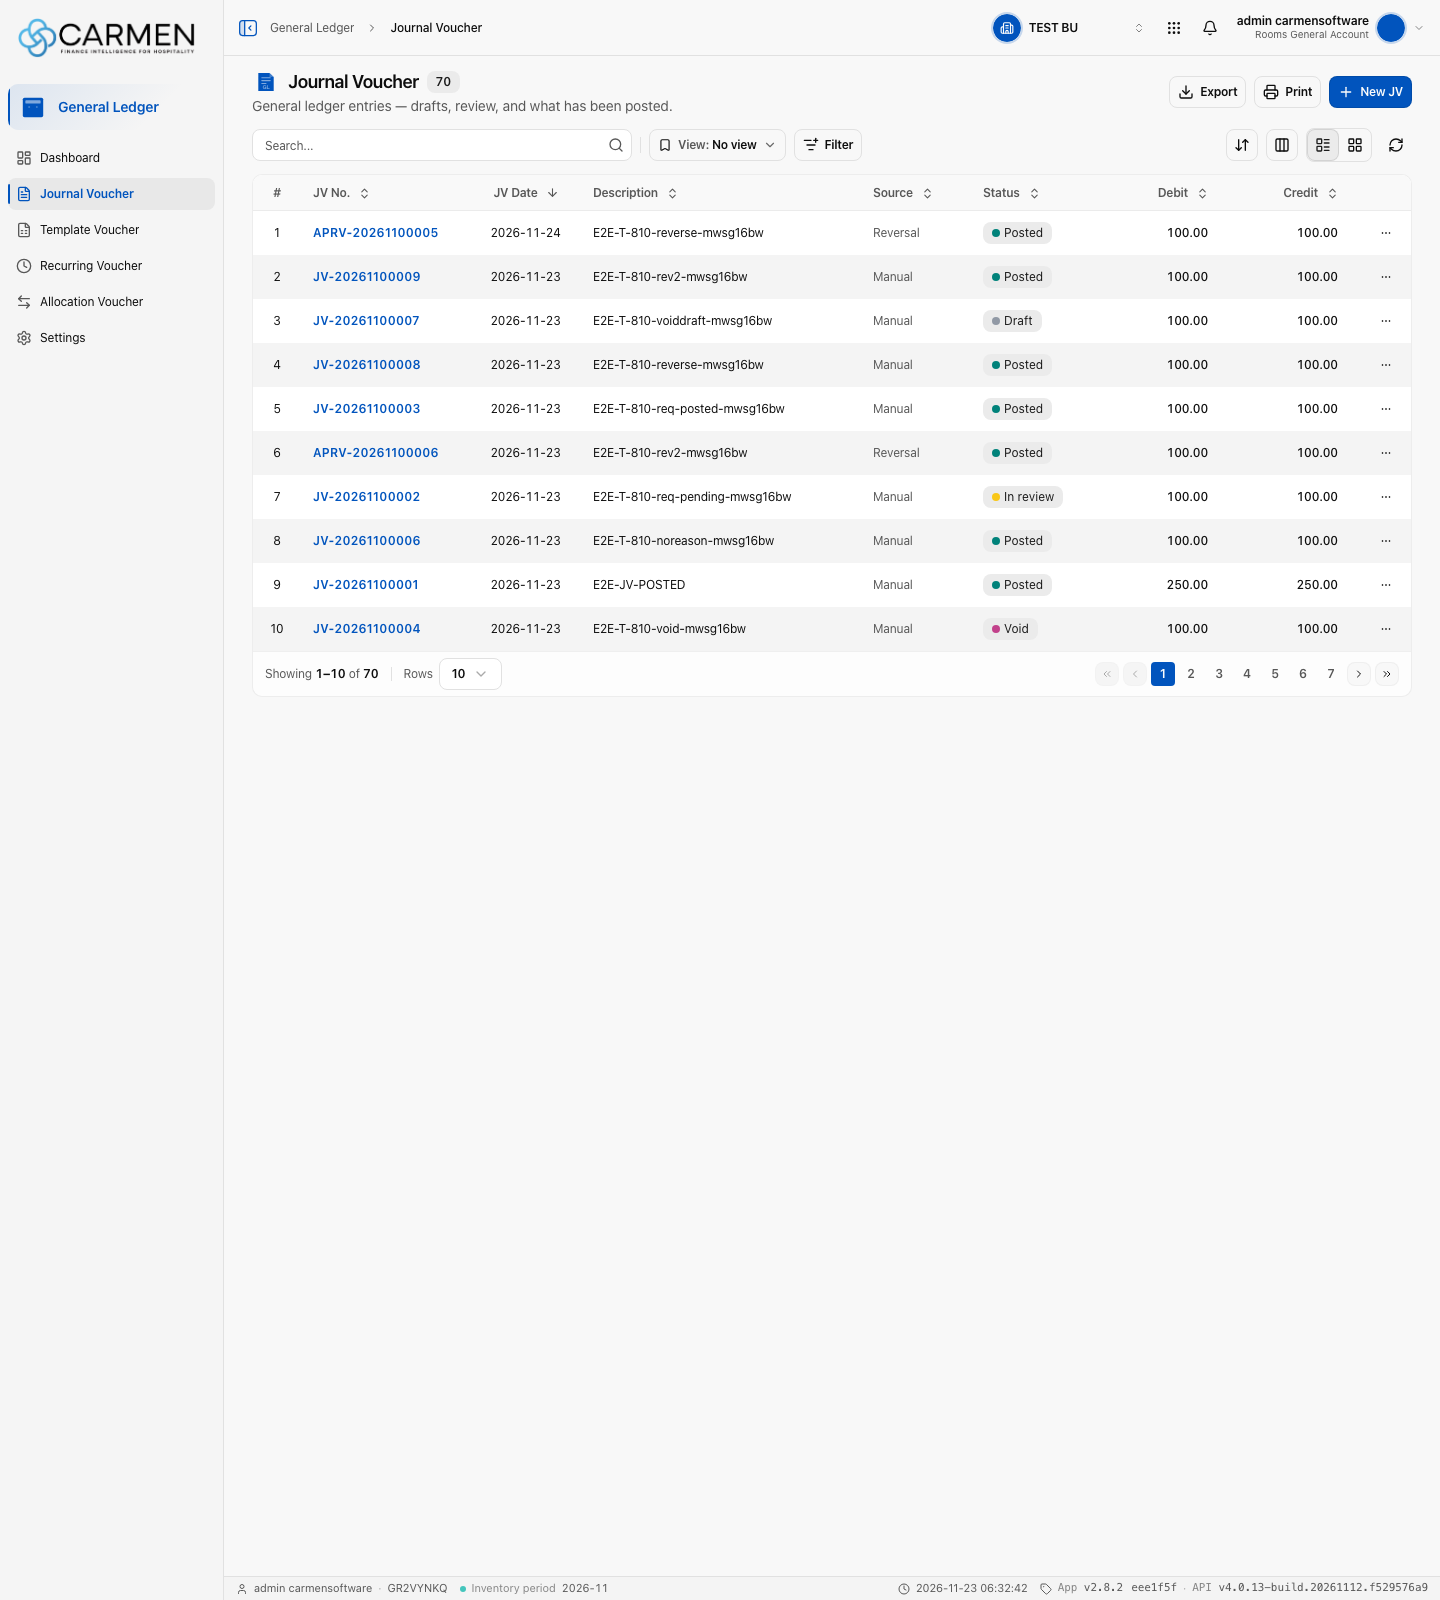 CARMEN
FINANCE INTELLIGENCE FOR HOSPITALITY
General Ledger
Dashboard
Journal Voucher
Template Voucher
Recurring Voucher
Allocation Voucher
Settings
General Ledger > Journal Voucher
TEST BU
admin carmensoftware
Rooms General Account
Journal Voucher 70
General ledger entries — drafts, review, and what has been posted.
Export Print New JV
Search... View: No view Filter
# JV No. JV Date Description Source Status Debit Credit
1 APRV-20261100005 2026-11-24 E2E-T-810-reverse-mwsg16bw Reversal Posted 100.00 100.00 ...
2 JV-20261100009 2026-11-23 E2E-T-810-rev2-mwsg16bw Manual Posted 100.00 100.00 ...
3 JV-20261100007 2026-11-23 E2E-T-810-voiddraft-mwsg16bw Manual Draft 100.00 100.00 ...
4 JV-20261100008 2026-11-23 E2E-T-810-reverse-mwsg16bw Manual Posted 100.00 100.00 ...
5 JV-20261100003 2026-11-23 E2E-T-810-req-posted-mwsg16bw Manual Posted 100.00 100.00 ...
6 APRV-20261100006 2026-11-23 E2E-T-810-rev2-mwsg16bw Reversal Posted 100.00 100.00 ...
7 JV-20261100002 2026-11-23 E2E-T-810-req-pending-mwsg16bw Manual In review 100.00 100.00 ...
8 JV-20261100006 2026-11-23 E2E-T-810-noreason-mwsg16bw Manual Posted 100.00 100.00 ...
9 JV-20261100001 2026-11-23 E2E-JV-POSTED Manual Posted 250.00 250.00 ...
10 JV-20261100004 2026-11-23 E2E-T-810-void-mwsg16bw Manual Void 100.00 100.00 ...
Showing 1–10 of 70 Rows 10 « ‹ 1 2 3 4 5 6 7 › »
admin carmensoftware · GR2VYNKQ Inventory period 2026-11 2026-11-23 06:32:42 App v2.8.2 eee1f5f · API v4.0.13-build.20261112.f529576a9